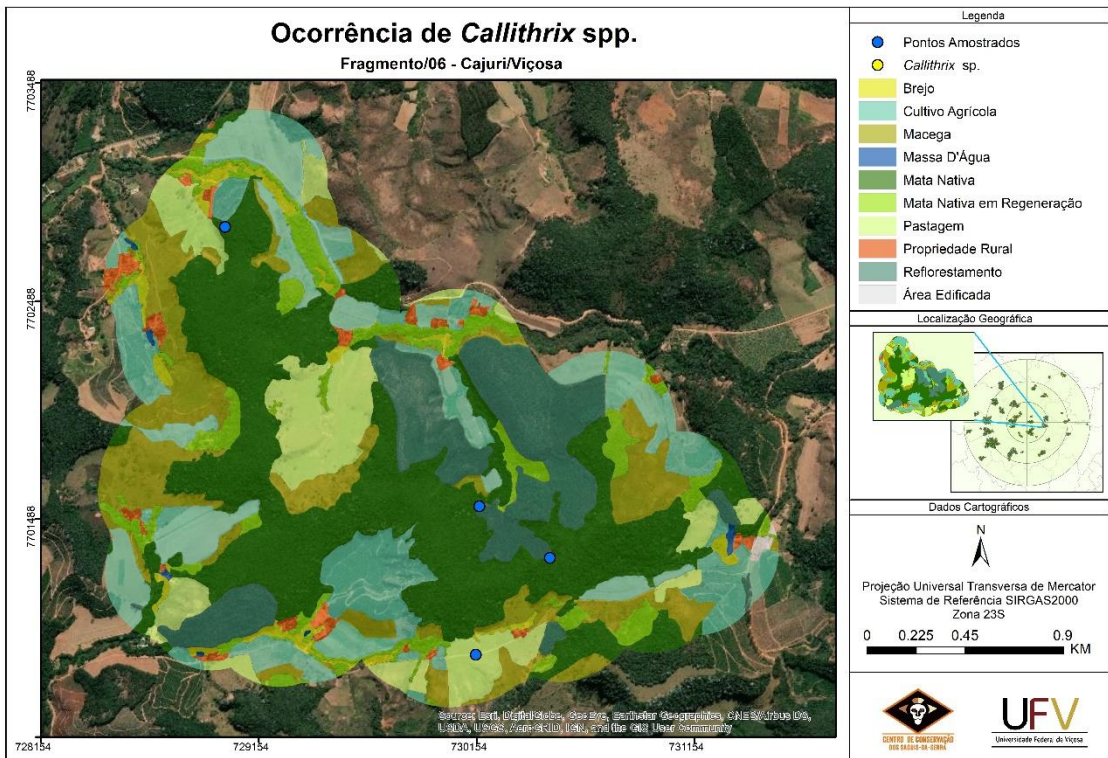 Ocorrência de Callithrix spp.
Fragmento/06 - Cajuri/Viçosa
7703488
7702488
7701488
728154
729154
730154
731154
Source: Esri, DigitalGlobe, GeoEye, Earthstar Geographics, CNES/Airbus DS,
USDA, USGS, AeroGRID, IGN, and the GIS User Community
Legenda
Pontos Amostrados
Callithrix sp.
Brejo
Cultivo Agrícola
Macega
Massa D'Água
Mata Nativa
Mata Nativa em Regeneração
Pastagem
Propriedade Rural
Reflorestamento
Área Edificada
Localização Geográfica
Dados Cartográficos
N
Projeção Universal Transversa de Mercator
Sistema de Referência SIRGAS2000
Zona 23S
0 0.225 0.45 0.9
KM
CENTRO DE CONSERVAÇÃO
DOS SAGUIS-DA-SERRA
UFV
Universidade Federal de Viçosa